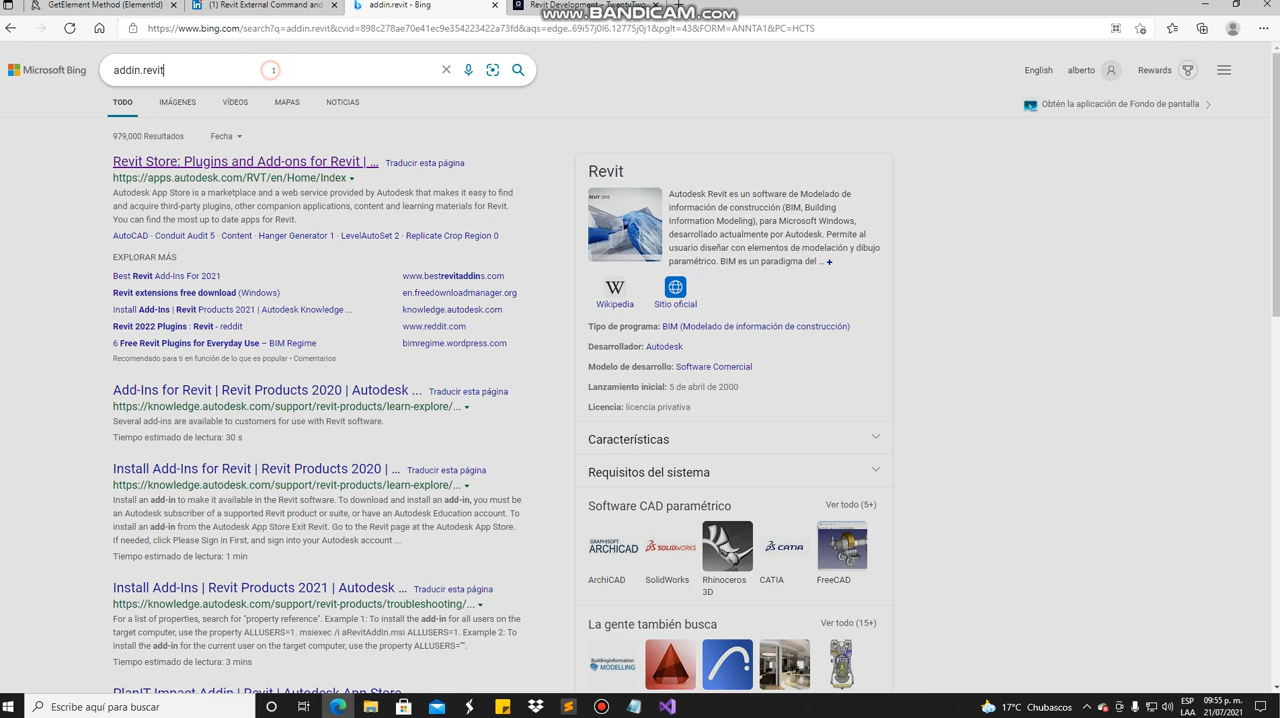 GetElement Method (ElementId)
(1) Revit External Command and
addin.revit - Bing
Revit Development – TwentyTwo
www.BANDICAM.com
https://www.bing.com/search?q=addin.revit&cvid=898c278ae70e41ec9e354223422a73fd&aqs=edge..69i57j0l6.12775j0j1&pglt=43&FORM=ANNTA1&PC=HCTS
Microsoft Bing
addin.revit
English
alberto
Rewards
TODO
IMÁGENES
VÍDEOS
MAPAS
NOTICIAS
Obtén la aplicación de Fondo de pantalla
979,000 Resultados
Fecha
Revit Store: Plugins and Add-ons for Revit | ...
Traducir esta página
https://apps.autodesk.com/RVT/en/Home/Index
Autodesk App Store is a marketplace and a web service provided by Autodesk that makes it easy to find
and acquire third-party plugins, other companion applications, content and learning materials for Revit.
You can find the most up to date apps for Revit.
AutoCAD · Conduit Audit 5 · Content · Hanger Generator 1 · LevelAutoSet 2 · Replicate Crop Region 0
EXPLORAR MÁS
Best Revit Add-Ins For 2021
www.bestrevitaddins.com
Revit extensions free download (Windows)
en.freedownloadmanager.org
Install Add-Ins | Revit Products 2021 | Autodesk Knowledge ...
knowledge.autodesk.com
Revit 2022 Plugins : Revit - reddit
www.reddit.com
6 Free Revit Plugins for Everyday Use – BIM Regime
bimregime.wordpress.com
Recomendado para ti en función de lo que es popular • Comentarios
Add-Ins for Revit | Revit Products 2020 | Autodesk ...
Traducir esta página
https://knowledge.autodesk.com/support/revit-products/learn-explore/...
Several add-ins are available to customers for use with Revit software.
Tiempo estimado de lectura: 30 s
Install Add-Ins for Revit | Revit Products 2020 | ...
Traducir esta página
https://knowledge.autodesk.com/support/revit-products/learn-explore/...
Install an add-in to make it available in the Revit software. To download and install an add-in, you must be
an Autodesk subscriber of a supported Revit product or suite, or have an Autodesk Education account. To
install an add-in from the Autodesk App Store Exit Revit. Go to the Revit page at the Autodesk App Store.
If needed, click Please Sign in First, and sign into your Autodesk account ...
Tiempo estimado de lectura: 1 min
Install Add-Ins | Revit Products 2021 | Autodesk ...
Traducir esta página
https://knowledge.autodesk.com/support/revit-products/troubleshooting/...
For a list of properties, search for "property reference". Example 1: To install the add-in for all users on the
target computer, use the property ALLUSERS=1. msiexec /i aRevitAddin.msi ALLUSERS=1. Example 2: To
install the add-in for the current user on the target computer, use the property ALLUSERS="".
Tiempo estimado de lectura: 3 mins
PlanIT Impact Addin | Revit | Autodesk App Store
Revit
REVIT 2015
Autodesk Revit es un software de Modelado de
información de construcción (BIM, Building
Information Modeling), para Microsoft Windows,
desarrollado actualmente por Autodesk. Permite al
usuario diseñar con elementos de modelación y dibujo
paramétrico. BIM es un paradigma del ... +
W
Wikipedia
Sitio oficial
Tipo de programa: BIM (Modelado de información de construcción)
Desarrollador: Autodesk
Modelo de desarrollo: Software Comercial
Lanzamiento inicial: 5 de abril de 2000
Licencia: licencia privativa
Características
Requisitos del sistema
Software CAD paramétrico
Ver todo (5+)
GRAPHISOFT
ARCHICAD
SOLIDWORKS
CATIA
ArchiCAD
SolidWorks
Rhinoceros
3D
CATIA
FreeCAD
La gente también busca
Ver todo (15+)
BuildingInformation
MODELLING
Escribe aquí para buscar
17°C Chubascos
ESP
LAA
09:55 p. m.
21/07/2021